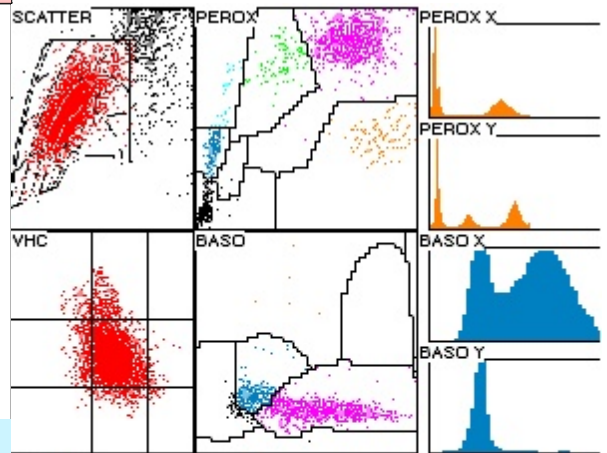 SCATTER
PEROX
PEROX X
PEROX Y
VHC
BASO
BASO X
BASO Y